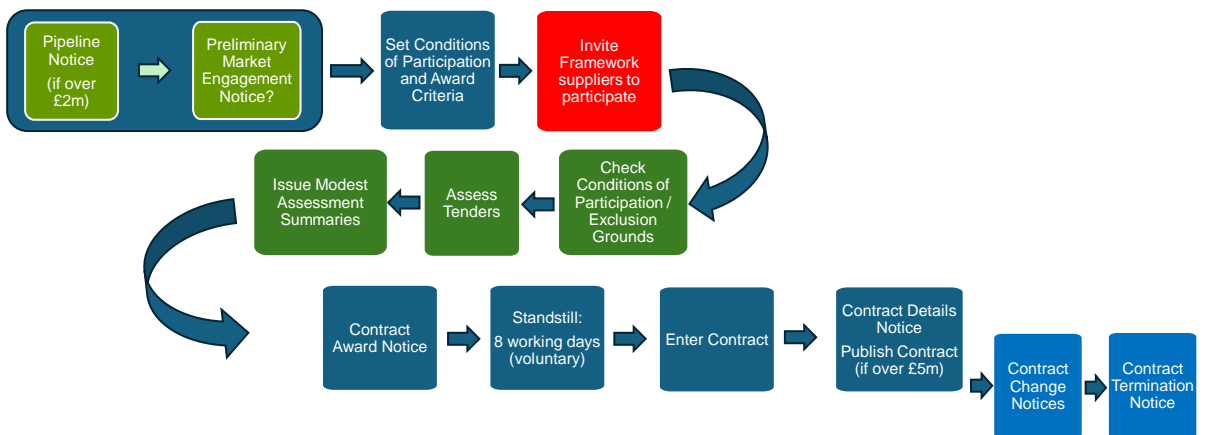 Pipeline
Notice
(if over
£2m)
Preliminary
Market
Engagement
Notice?
Set Conditions
of Participation
and Award
Criteria
Invite
Framework
suppliers to
participate
Issue Modest
Assessment
Summaries
Assess
Tenders
Check
Conditions of
Participation /
Exclusion
Grounds
Contract
Award Notice
Standstill:
8 working days
(voluntary)
Enter Contract
Contract Details
Notice
Publish Contract
(if over £5m)
Contract
Change
Notices
Contract
Termination
Notice